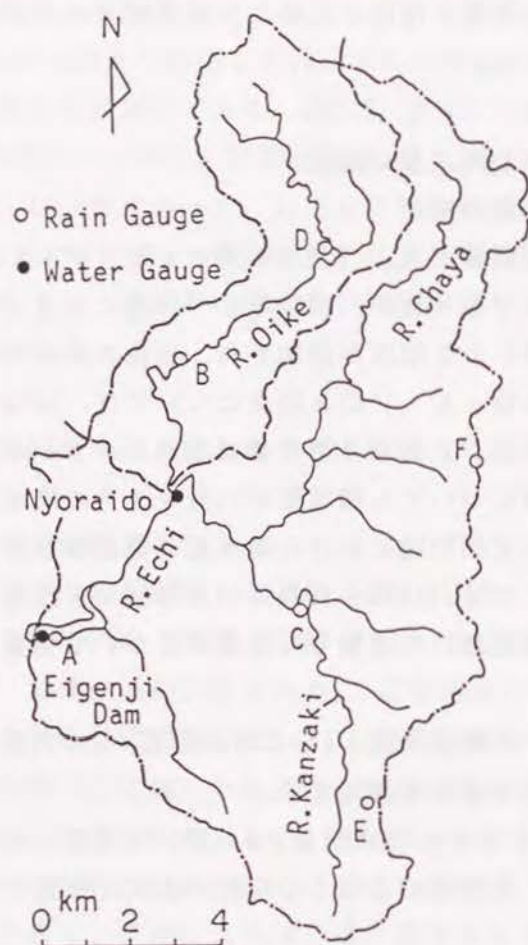 N
○ Rain Gauge
● Water Gauge
D
R.Oike
R.Chaya
B
F
Nyoraido
R.Echi
C
A
Eigenji
Dam
R.Kanzaki
E
km
0 2 4